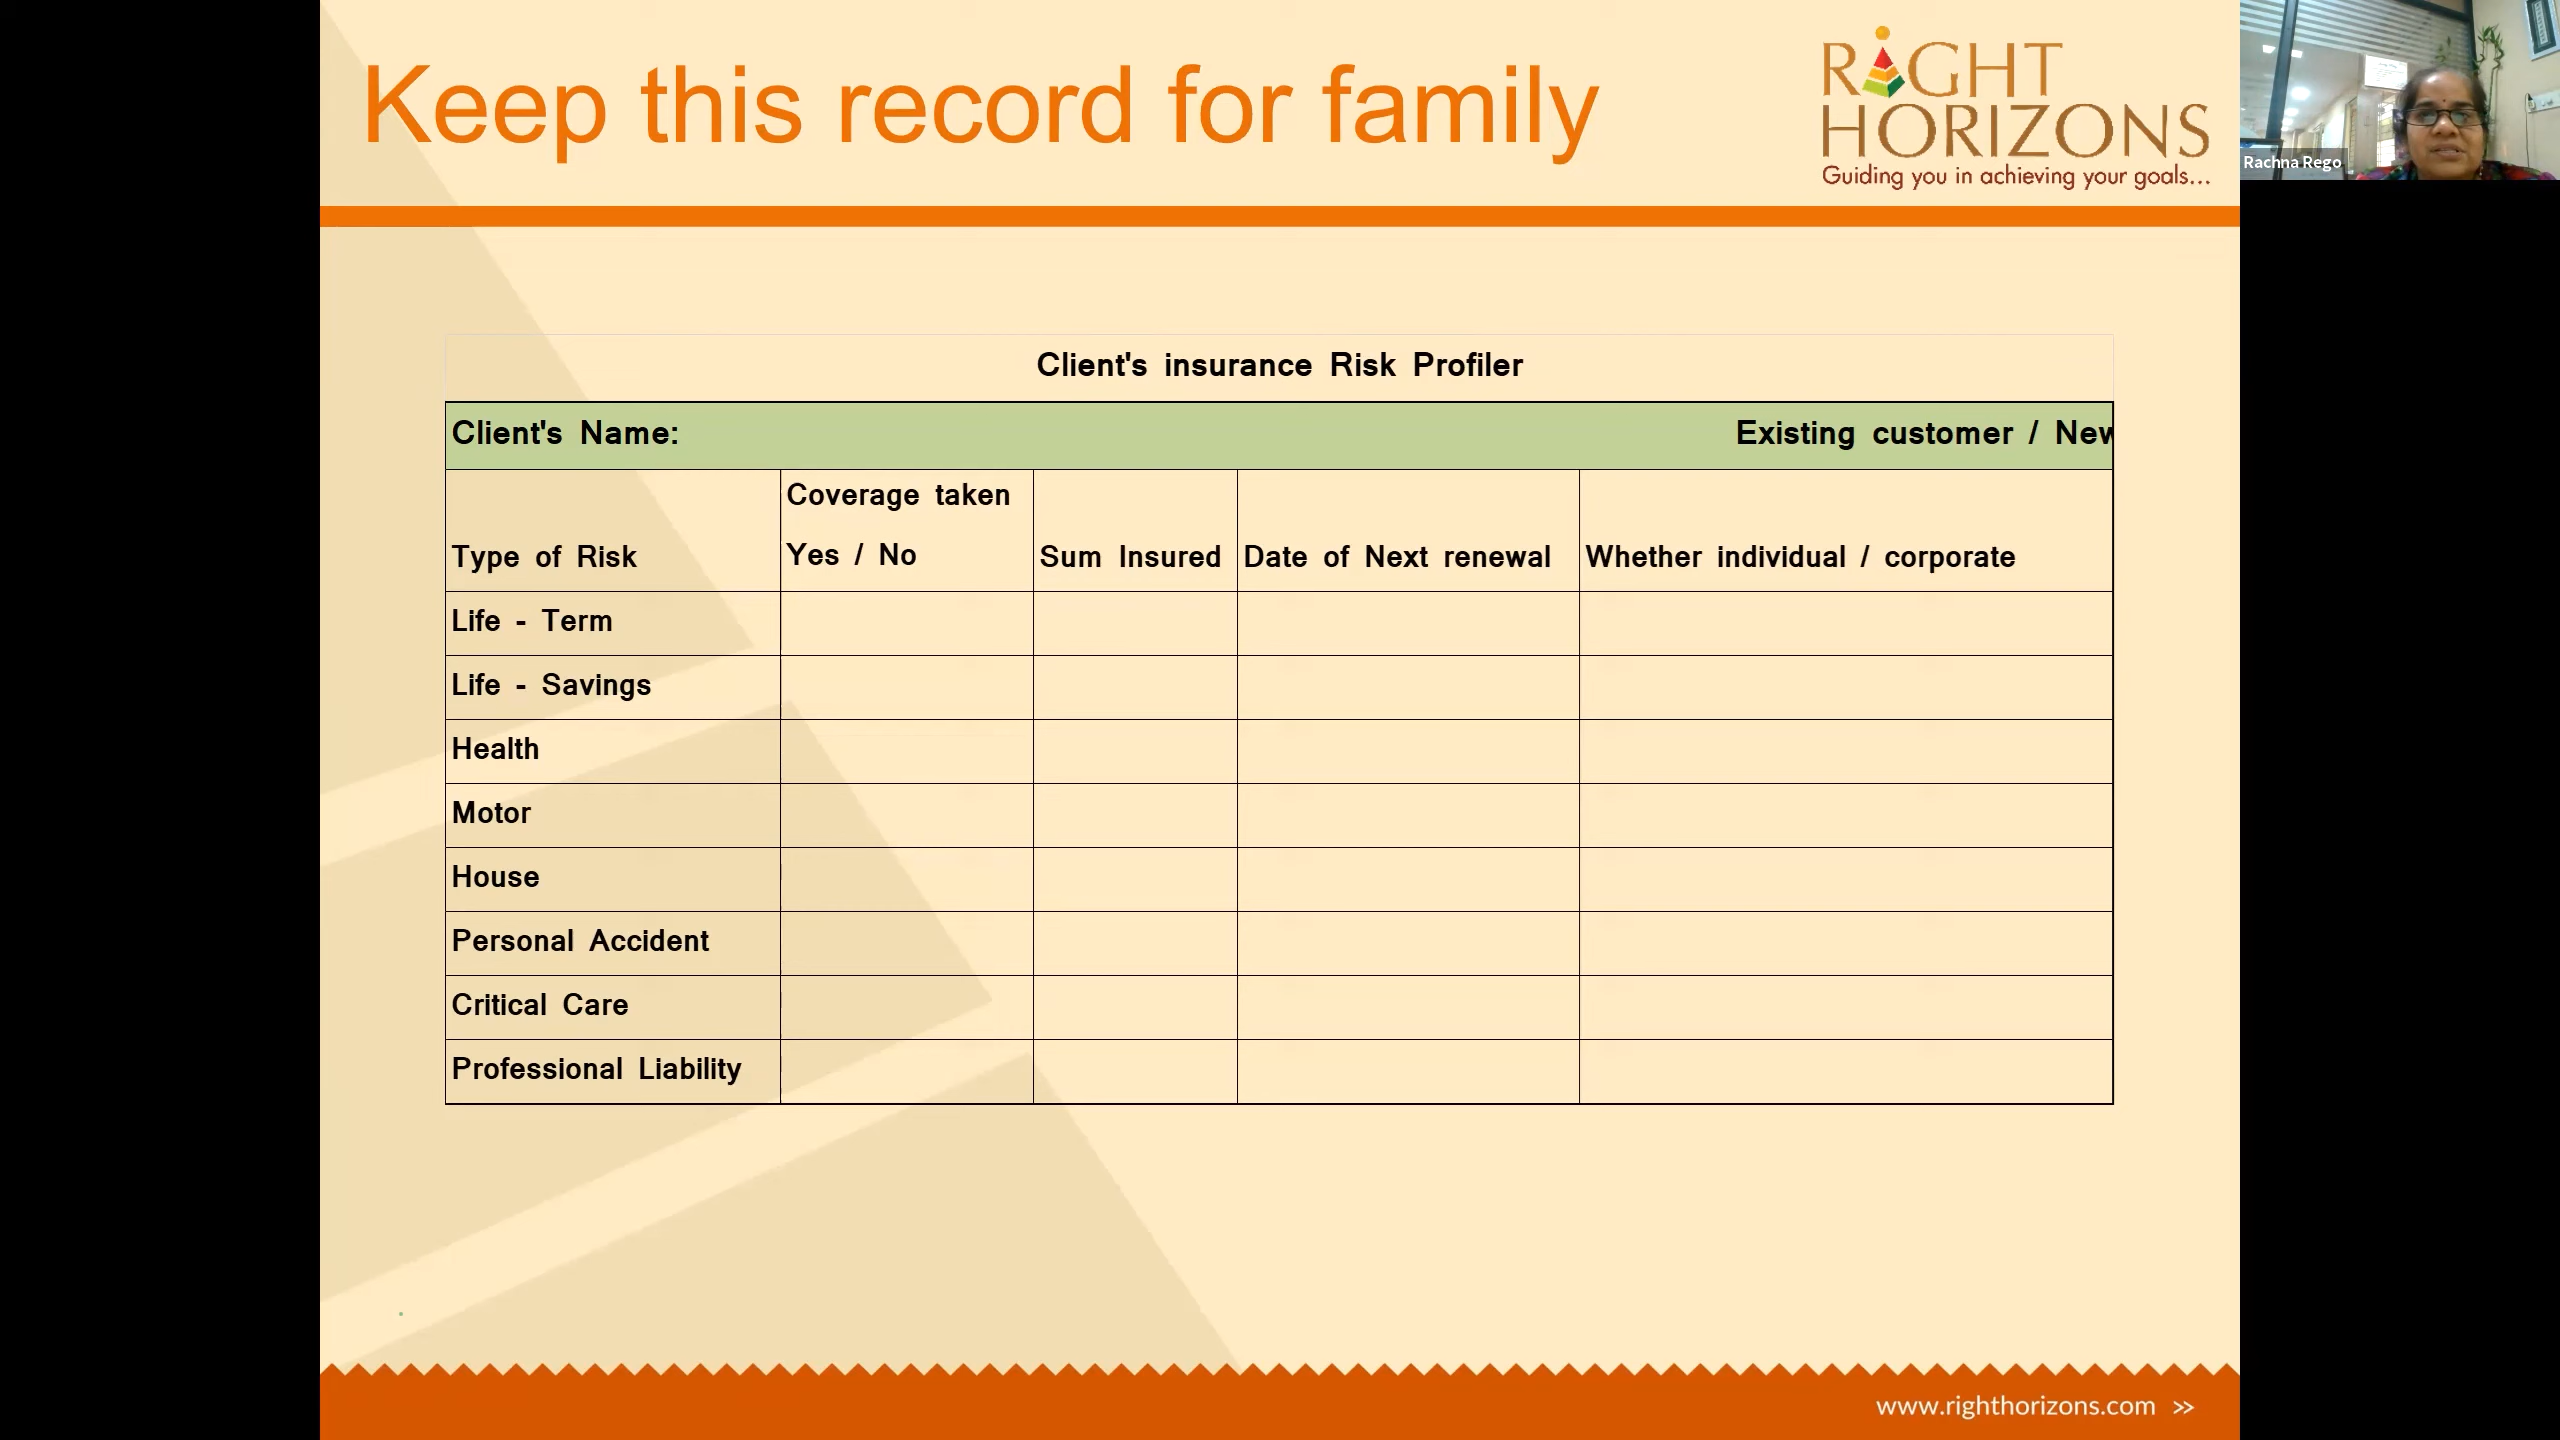 Keep this record for family
RIGHT
HORIZONS
Guiding you in achieving your goals...
Rachna Rego
Client's insurance Risk Profiler
Client's Name: Existing customer / New
Type of Risk Coverage taken Yes / No Sum Insured Date of Next renewal Whether individual / corporate
Life - Term
Life - Savings
Health
Motor
House
Personal Accident
Critical Care
Professional Liability
www.righthorizons.com >>